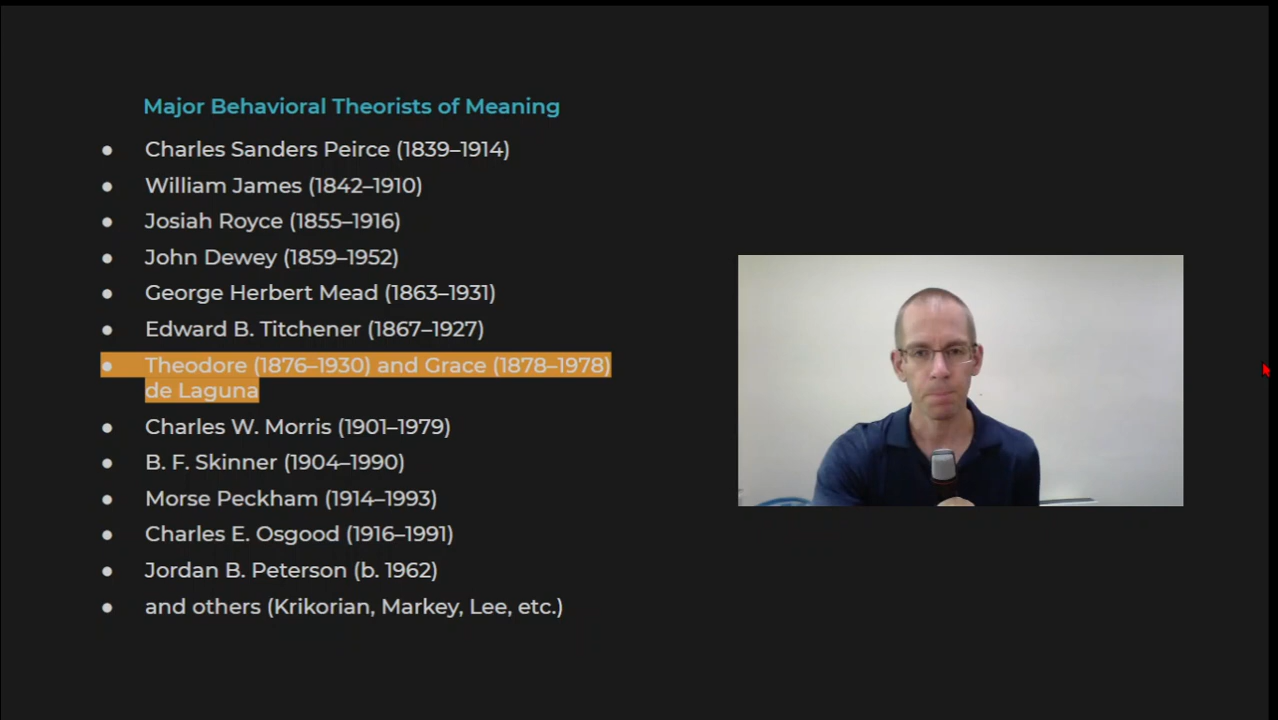 Major Behavioral Theorists of Meaning
● Charles Sanders Peirce (1839–1914)
● William James (1842–1910)
● Josiah Royce (1855–1916)
● John Dewey (1859–1952)
● George Herbert Mead (1863–1931)
● Edward B. Titchener (1867–1927)
● Theodore (1876–1930) and Grace (1878–1978)
de Laguna
● Charles W. Morris (1901–1979)
● B. F. Skinner (1904–1990)
● Morse Peckham (1914–1993)
● Charles E. Osgood (1916–1991)
● Jordan B. Peterson (b. 1962)
● and others (Krikorian, Markey, Lee, etc.)